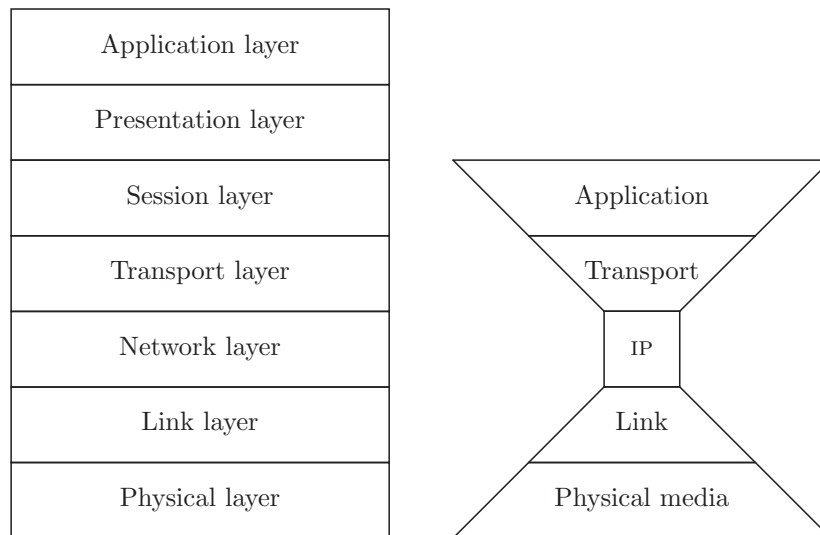 Application layer
Presentation layer
Session layer
Transport layer
Network layer
Link layer
Physical layer
Application
Transport
IP
Link
Physical media